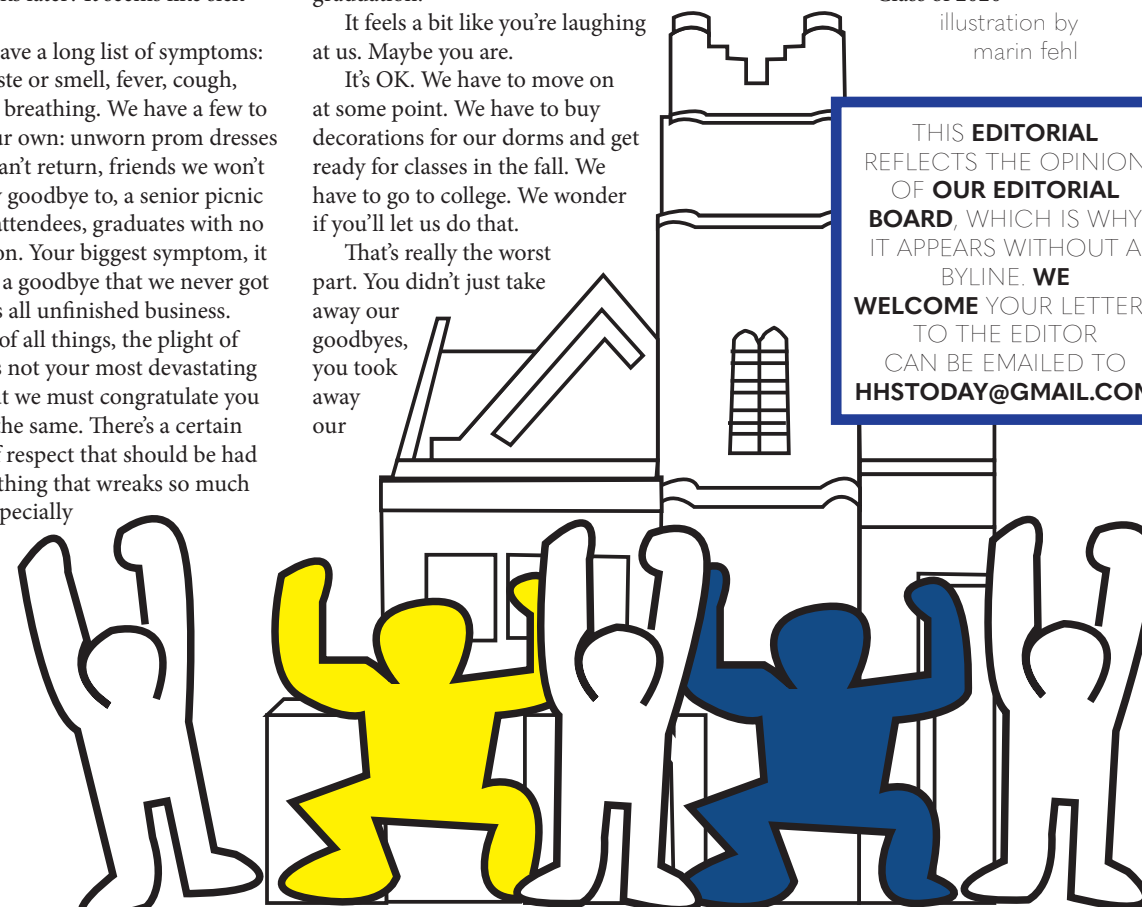 ave a long list of symptoms:
ste or smell, fever, cough,
breathing. We have a few to
ur own: unworn prom dresses
an't return, friends we won't
goodbye to, a senior picnic
attendees, graduates with no
on. Your biggest symptom, it
a goodbye that we never got
s all unfinished business.
of all things, the plight of
s not your most devastating
t we must congratulate you
the same. There's a certain
f respect that should be had
thing that wreaks so much
pecially
It feels a bit like you're laughing
at us. Maybe you are.
It's OK. We have to move on
at some point. We have to buy
decorations for our dorms and get
ready for classes in the fall. We
have to go to college. We wonder
if you'll let us do that.
That's really the worst
part. You didn't just take
away our
goodbyes,
you took
away
our
illustration by
marin fehl
THIS EDITORIAL
REFLECTS THE OPINION
OF OUR EDITORIAL
BOARD, WHICH IS WHY
IT APPEARS WITHOUT A
BYLINE. WE
WELCOME YOUR LETTER
TO THE EDITOR
CAN BE EMAILED TO
HHSTODAY@GMAIL.COM